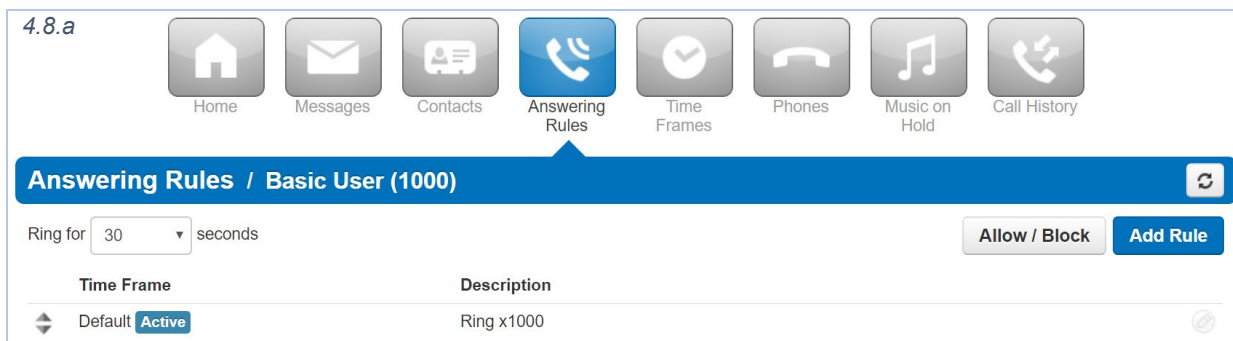 4.8.a
Home Messages Contacts Answering Rules Time Frames Phones Music on Hold Call History
Answering Rules / Basic User (1000)
Ring for 30 seconds Allow / Block Add Rule
Time Frame Description
Default Active Ring x1000